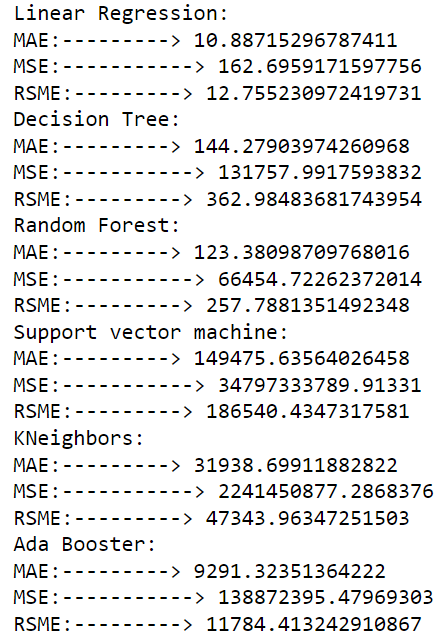 Linear Regression:
MAE:---------> 10.88715296787411
MSE:-----------> 162.6959171597756
RSME:---------> 12.755230972419731
Decision Tree:
MAE:---------> 144.27903974260968
MSE:-----------> 131757.9917593832
RSME:---------> 362.98483681743954
Random Forest:
MAE:---------> 123.38098709768016
MSE:-----------> 66454.72262372014
RSME:---------> 257.7881351492348
Support vector machine:
MAE:---------> 149475.63564026458
MSE:-----------> 34797333789.91331
RSME:---------> 186540.4347317581
KNeighbors:
MAE:---------> 31938.69911882822
MSE:-----------> 2241450877.2868376
RSME:---------> 47343.96347251503
Ada Booster:
MAE:---------> 9291.32351364222
MSE:-----------> 138872395.47969303
RSME:---------> 11784.413242910867